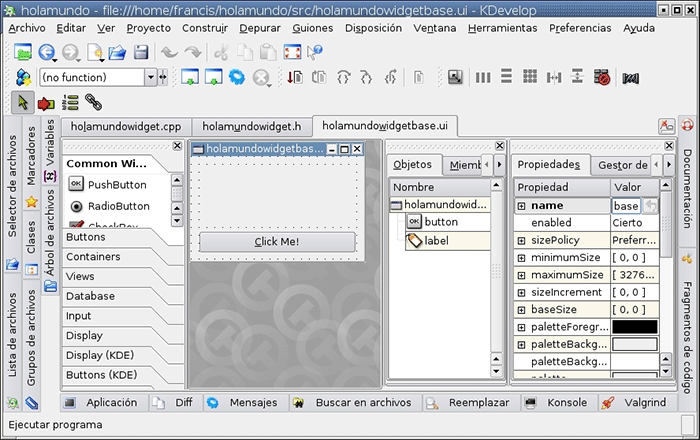 holamundo - file:///home/francis/holamundo/src/holamundowidgetbase.ui - KDevelop
Archivo Editar Ver Proyecto Construir Depurar Guiones Disposición Ventana Herramientas Preferencias Ayuda
(no function)
holamundowidget.cpp holamundowidget.h holamundowidgetbase.ui
Selector de archivos
Lista de archivos
Marcadores
Clases
Grupos de archivos
Variables
Árbol de archivos
Common Wi...
PushButton
RadioButton
CheckBox
Buttons
Containers
Views
Database
Input
Display
Display (KDE)
Buttons (KDE)
holamundowidgetbas...
Click Me!
Objetos Miemb
Nombre
holamundowid...
button
label
Propiedades Gestor de
Propiedad Valor
name base
enabled Cierto
sizePolicy Preferr...
minimumSize [ 0, 0 ]
maximumSize [ 3276...
sizeIncrement [ 0, 0 ]
baseSize [ 0, 0 ]
paletteForegr...
paletteBackg...
paletteBackg...
Documentación
Fragmentos de código
Aplicación Diff Mensajes Buscar en archivos Reemplazar Konsole Valgrind
Ejecutar programa